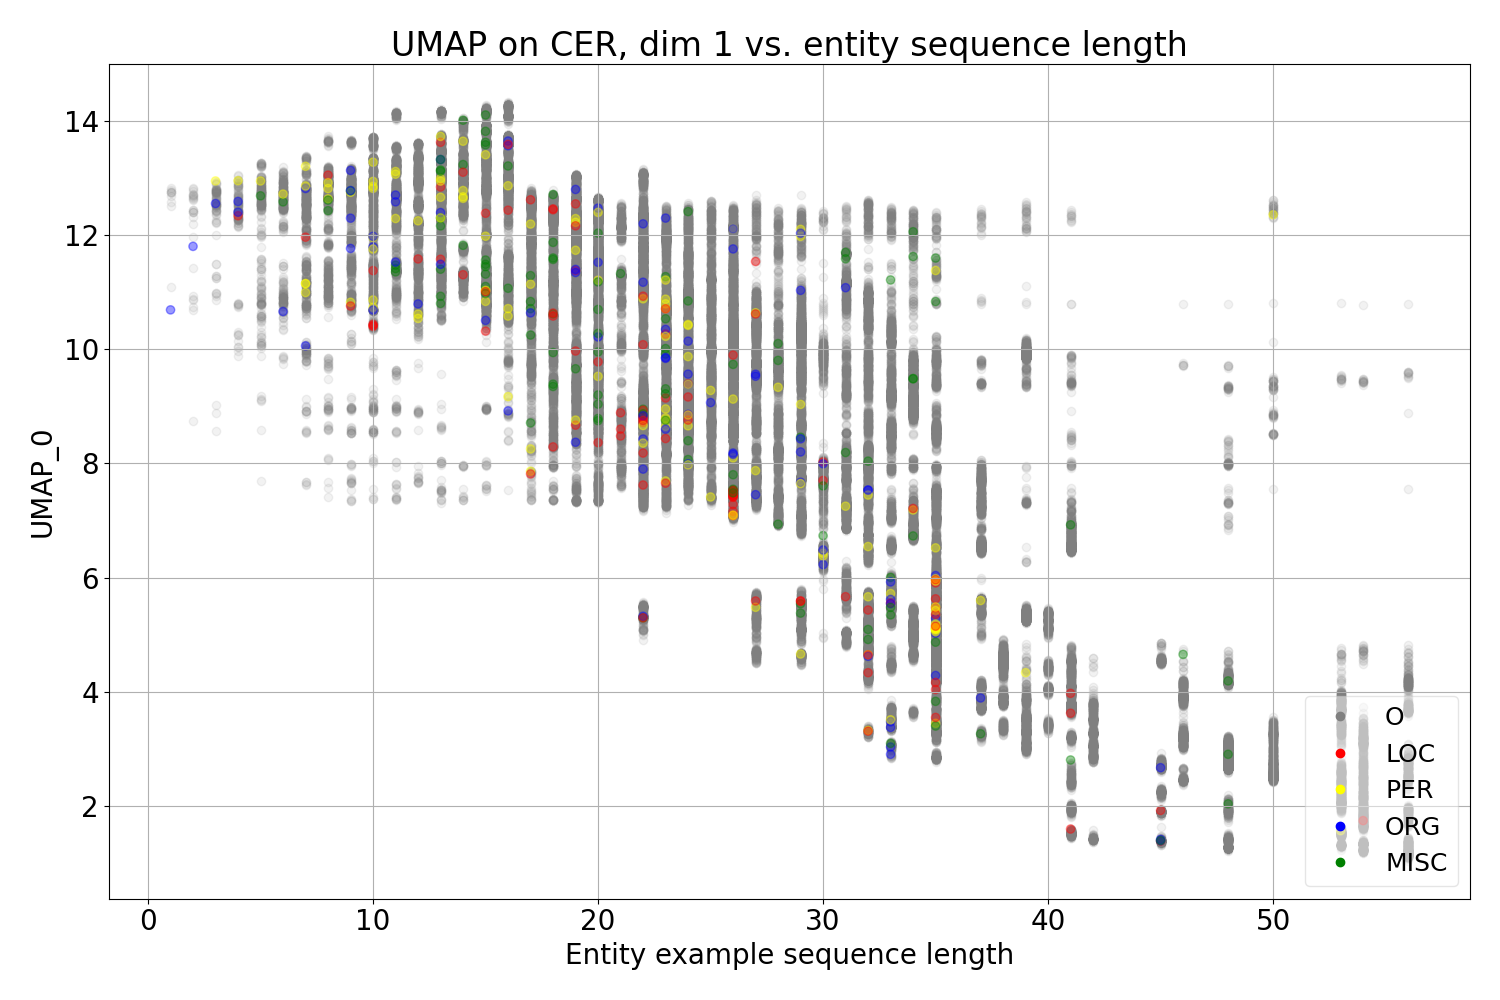 UMAP on CER, dim 1 vs. entity sequence length
14
12
10
8
6
4
2
UMAP_0
0 10 20 30 40 50
Entity example sequence length
O
LOC
PER
ORG
MISC